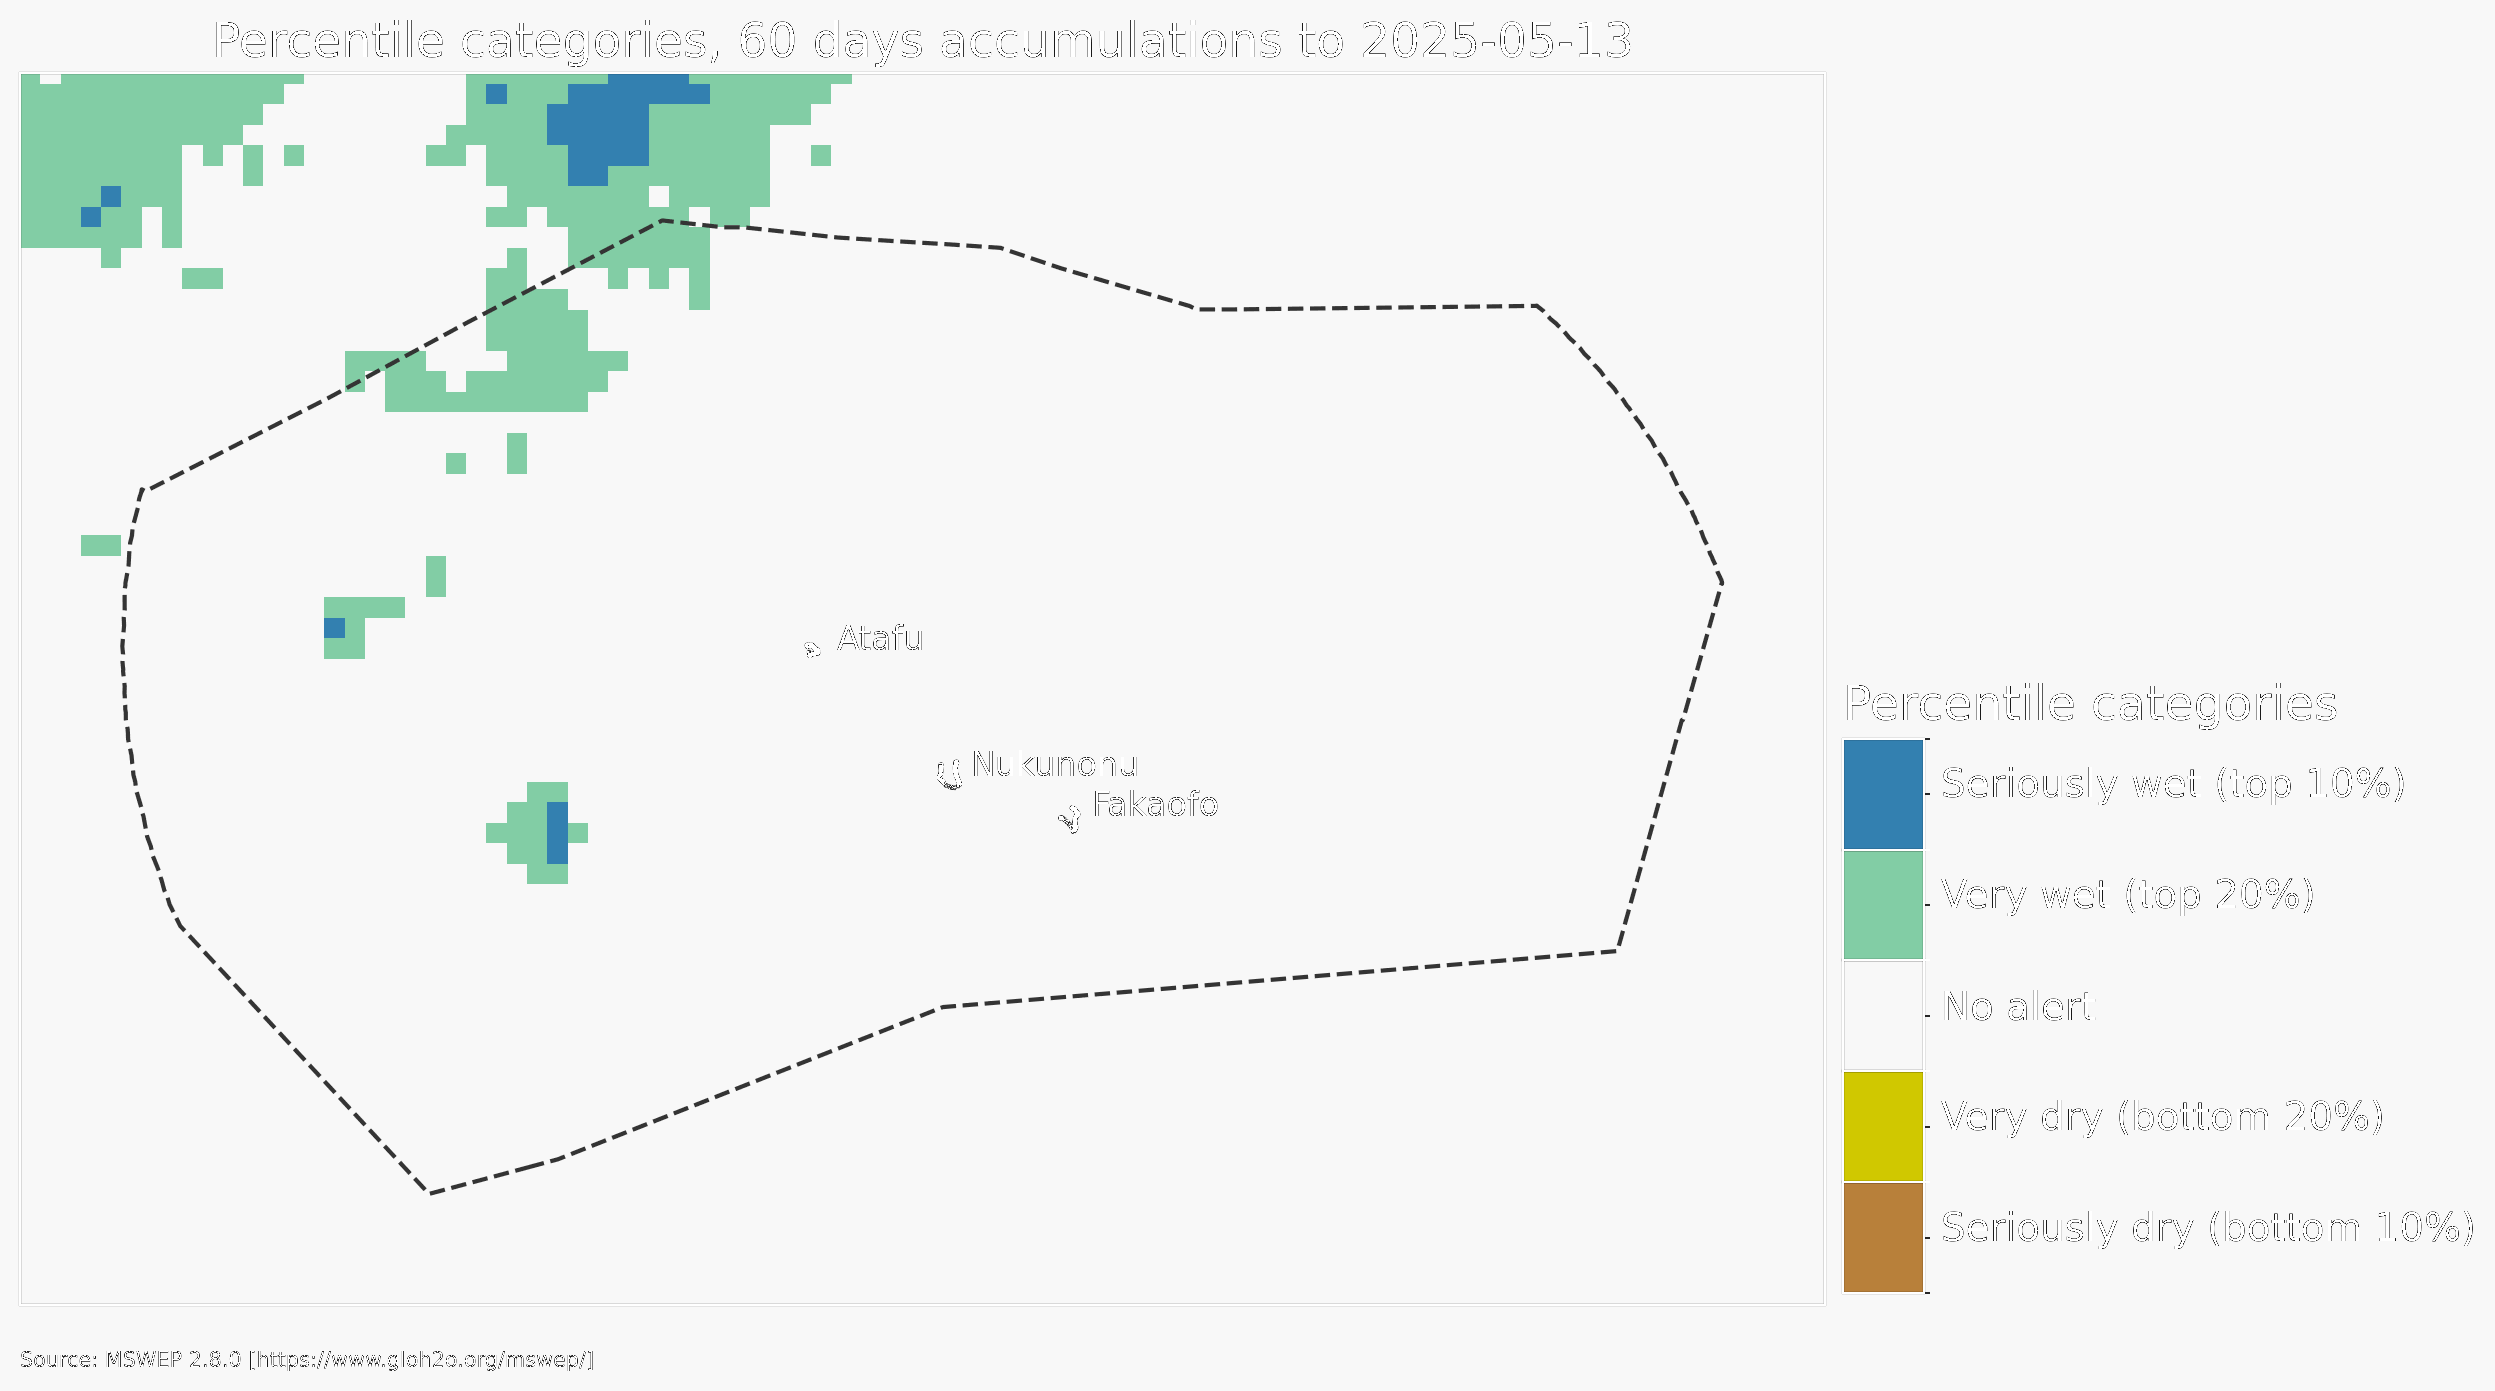 Percentile categories, 60 days accumulations to 2025-05-13
Atafu
Nukunonu
Fakaofo
Percentile categories
Seriously wet (top 10%)
Very wet (top 20%)
No alert
Very dry (bottom 20%)
Seriously dry (bottom 10%)
Source: MSWEP 2.8.0 [https://www.gloh2o.org/mswep/]